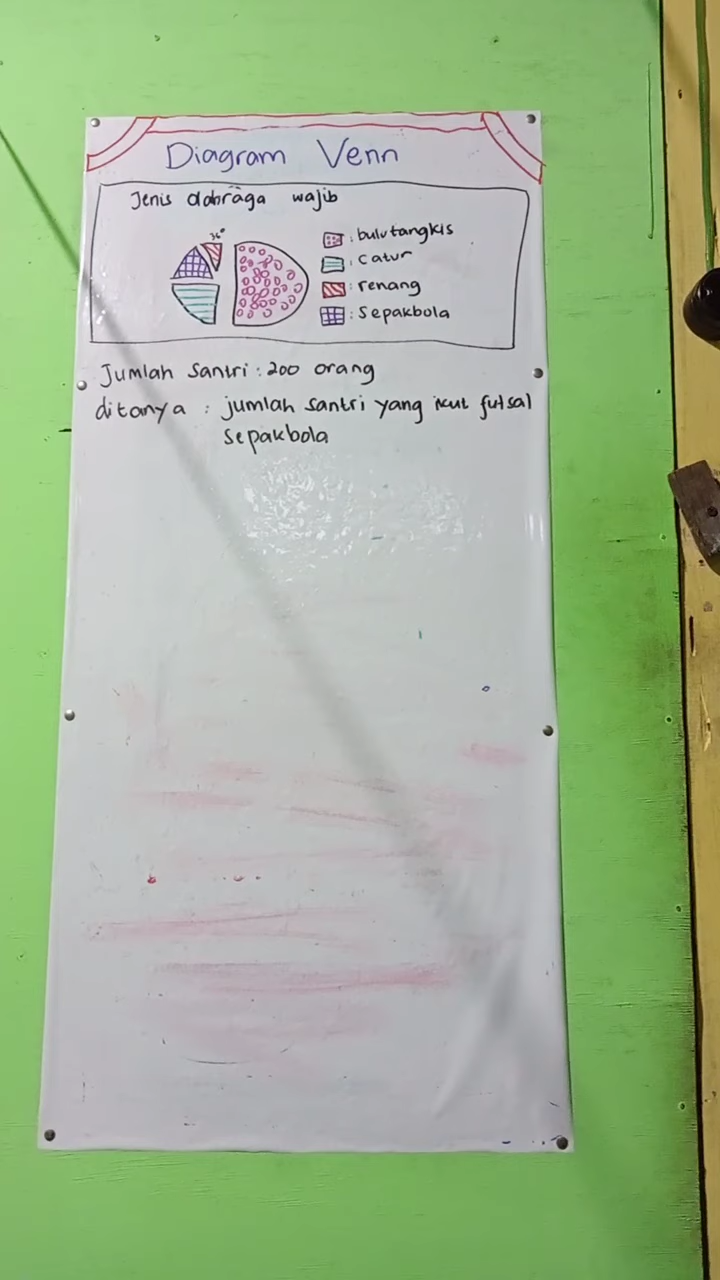 Diagram Venn
Jenis olahraga wajib
36°
: bulutangkis
: Catur
: renang
: Sepakbola
Jumlah Santri : 200 orang
ditanya : jumlah santri yang ikut futsal
sepakbola